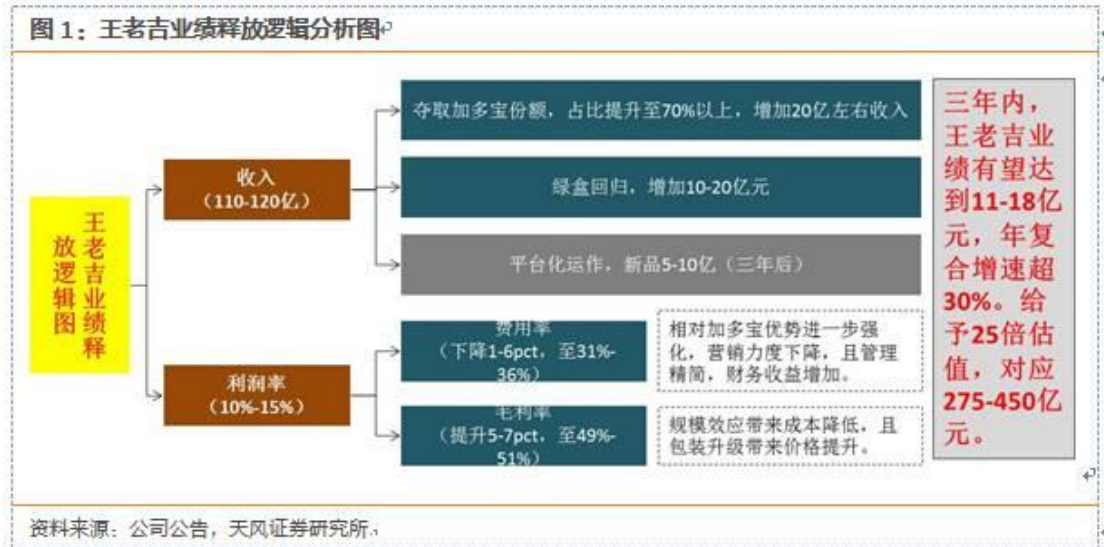 图 1：王老吉业绩释放逻辑分析图
王老吉业绩释
放逻辑图
收入
（110-120亿）
夺取加多宝份额，占比提升至70%以上，增加20亿左右收入
绿盒回归，增加10-20亿元
平台化运作，新品5-10亿（三年后）
利润率
（10%-15%）
费用率
（下降1-6pct，至31%-
36%）
相对加多宝优势进一步强
化，营销力度下降，且管理
精简，财务收益增加。
毛利率
（提升5-7pct，至49%-
51%）
规模效应带来成本降低，且
包装升级带来价格提升。
三年内，
王老吉业
绩有望达
到11-18亿
元，年复
合增速超
30%。给
予25倍估
值，对应
275-450亿
元。
资料来源：公司公告，天风证券研究所